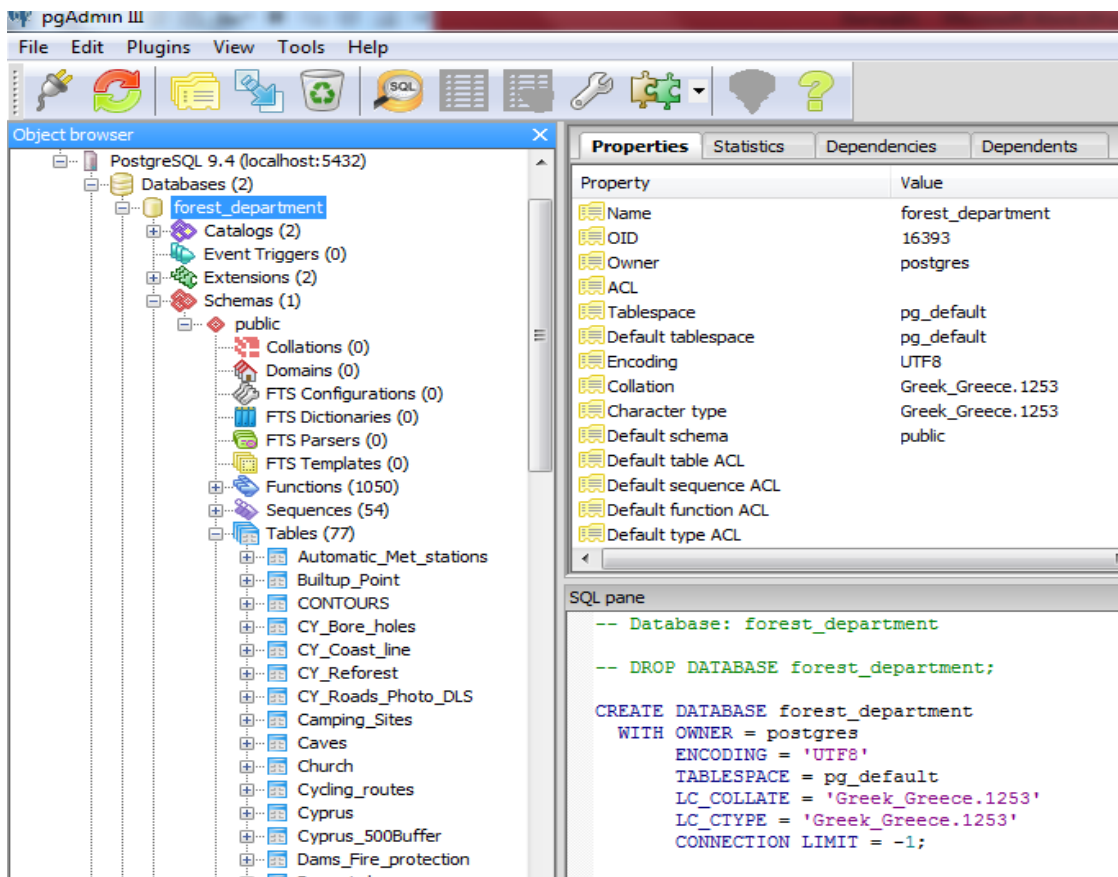 pgAdmin III
File Edit Plugins View Tools Help
SQL
Object browser
PostgreSQL 9.4 (localhost:5432)
Databases (2)
forest_department
Catalogs (2)
Event Triggers (0)
Extensions (2)
Schemas (1)
public
Collations (0)
Domains (0)
FTS Configurations (0)
FTS Dictionaries (0)
FTS Parsers (0)
FTS Templates (0)
Functions (1050)
Sequences (54)
Tables (77)
Automatic_Met_stations
Builtup_Point
CONTOURS
CY_Bore_holes
CY_Coast_line
CY_Reforest
CY_Roads_Photo_DLS
Camping_Sites
Caves
Church
Cycling_routes
Cyprus
Cyprus_500Buffer
Dams_Fire_protection
Properties Statistics Dependencies Dependents
Property Value
Name forest_department
OID 16393
Owner postgres
ACL
Tablespace pg_default
Default tablespace pg_default
Encoding UTF8
Collation Greek_Greece.1253
Character type Greek_Greece.1253
Default schema public
Default table ACL
Default sequence ACL
Default function ACL
Default type ACL
SQL pane
-- Database: forest_department
-- DROP DATABASE forest_department;
CREATE DATABASE forest_department
WITH OWNER = postgres
ENCODING = 'UTF8'
TABLESPACE = pg_default
LC_COLLATE = 'Greek_Greece.1253'
LC_CTYPE = 'Greek_Greece.1253'
CONNECTION LIMIT = -1;